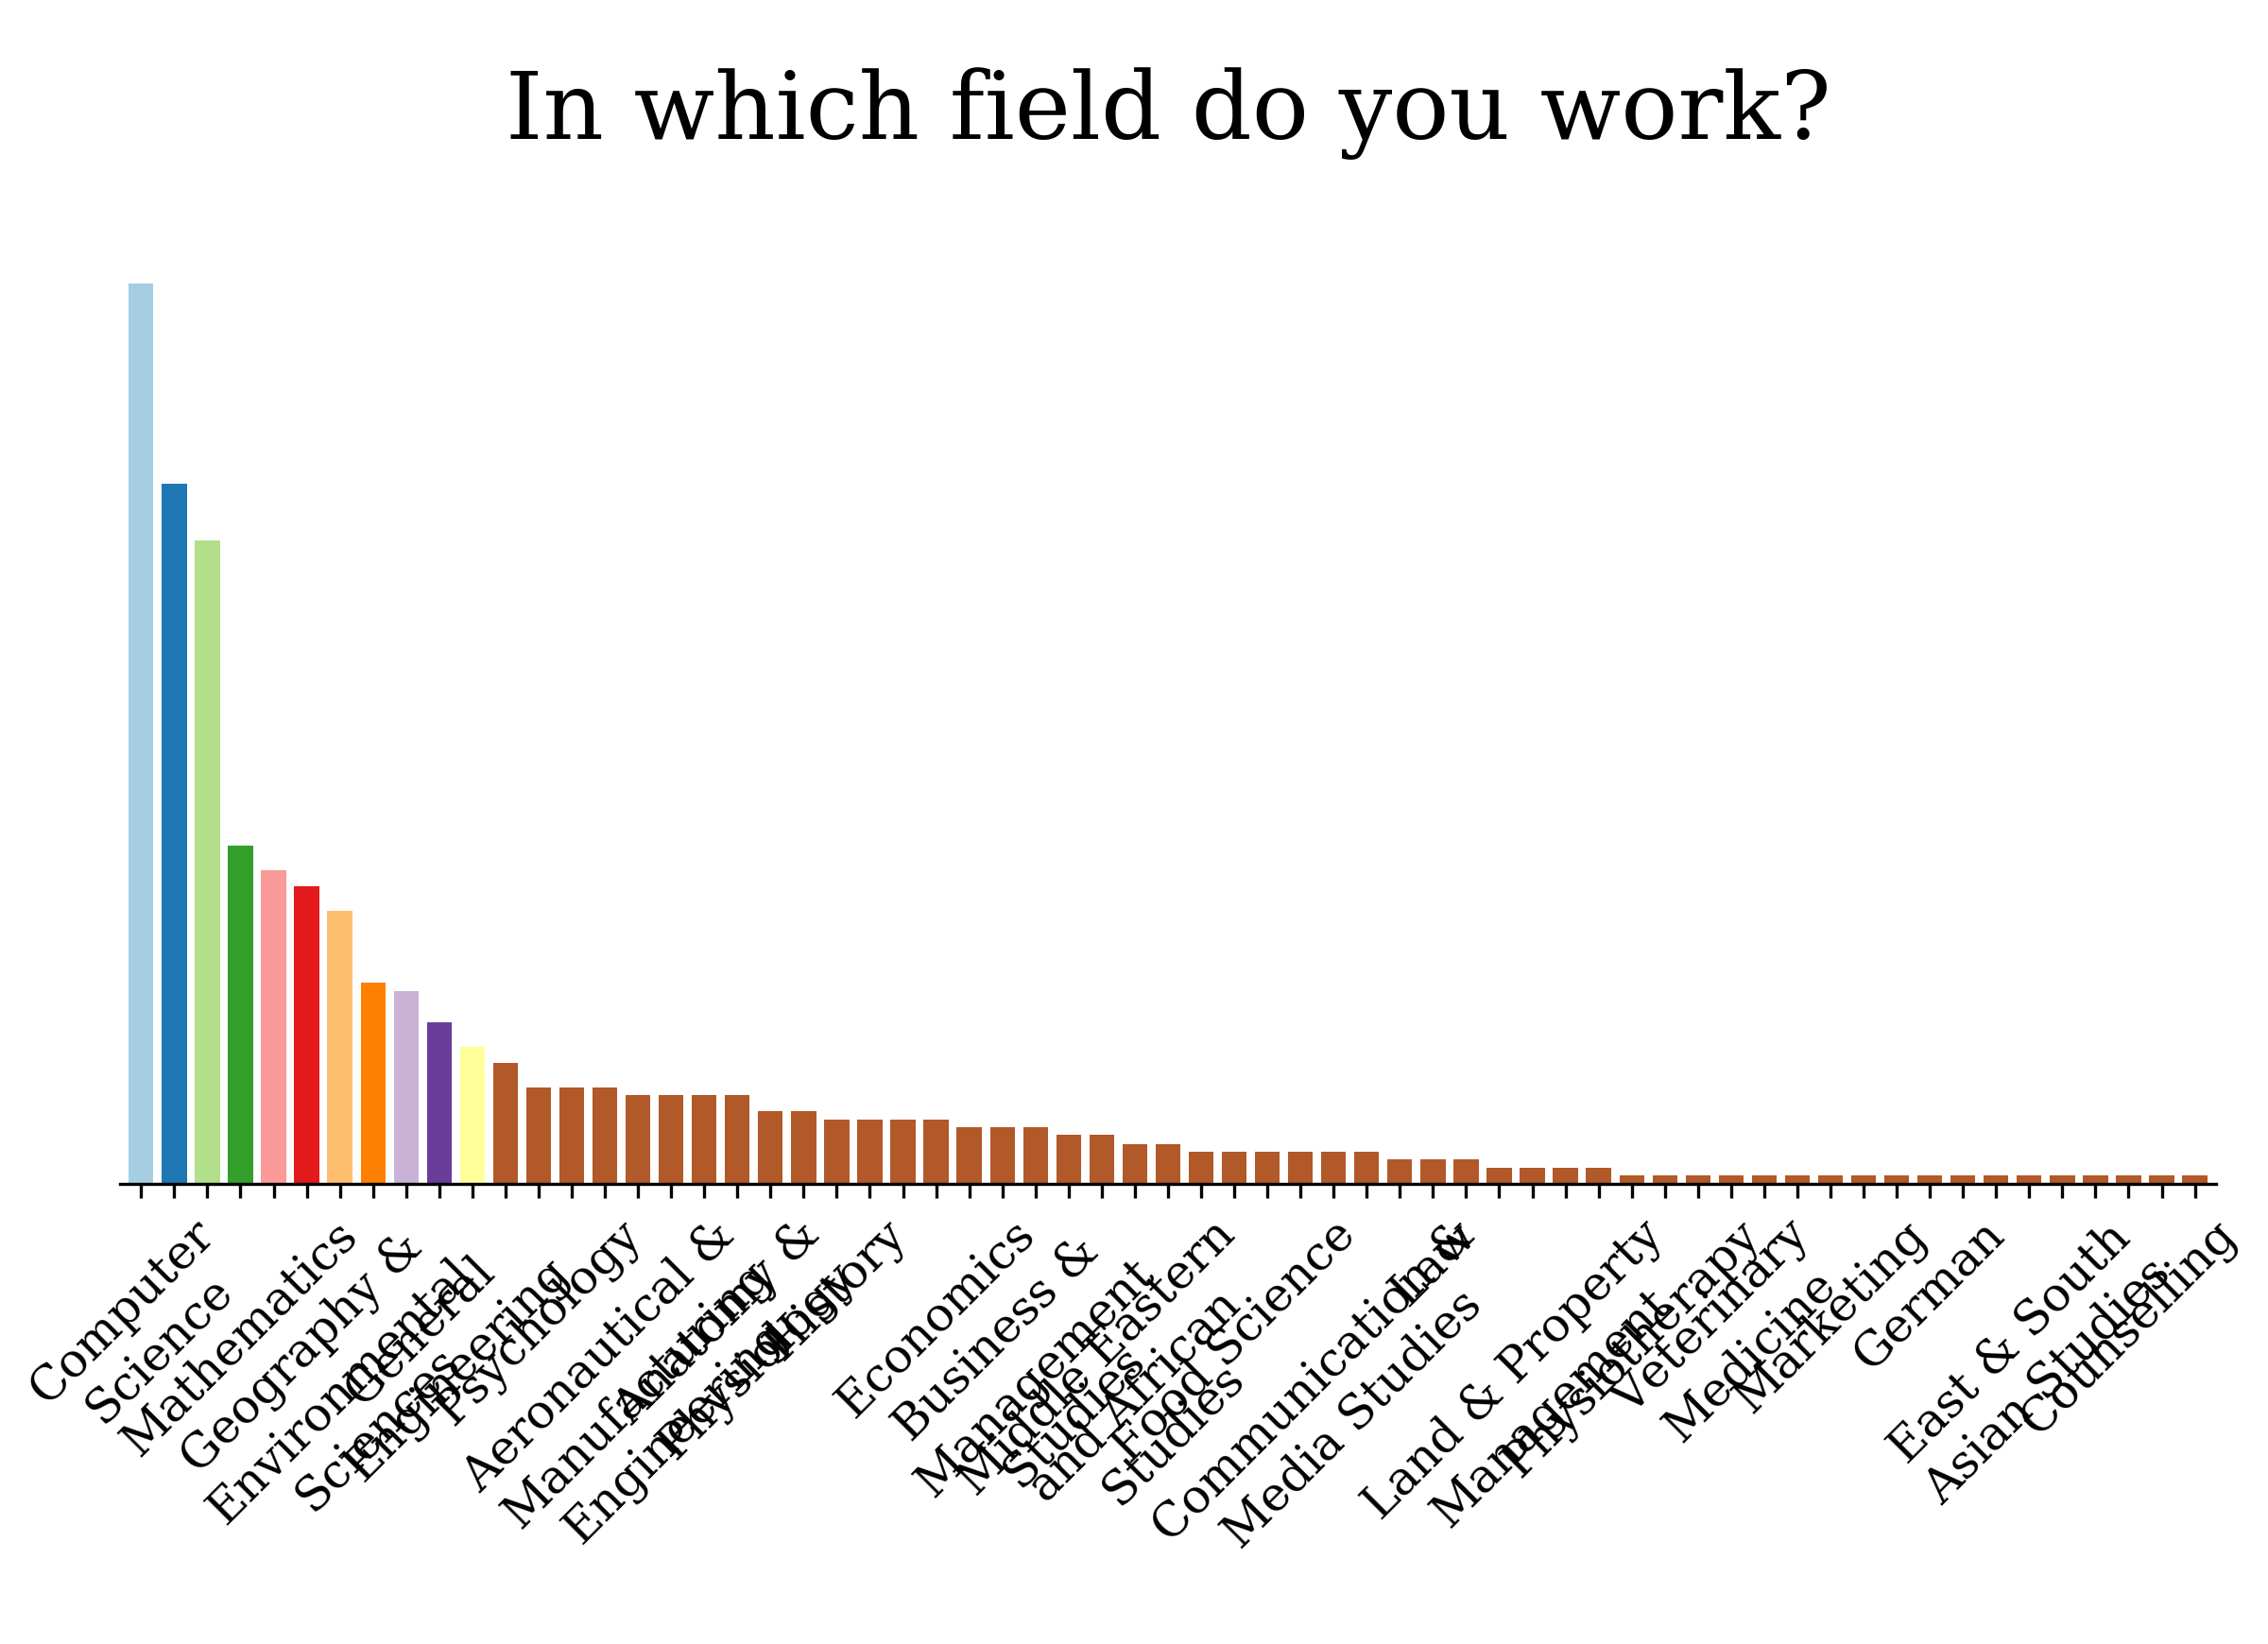 In which field do you work?
Computer
Science
Mathematics
Geography &
Environmental
Sciences
General
Engineering
Psychology
Aeronautical &
Manufacturing
Engineering
Anatomy &
Physiology
History
Economics
Business &
Management
Studies
Middle Eastern
and African
Studies
Food Science
Communication &
Media Studies
Law
Land & Property
Management
Physiotherapy
Veterinary
Medicine
Marketing
German
East & South
Asian Studies
Counselling